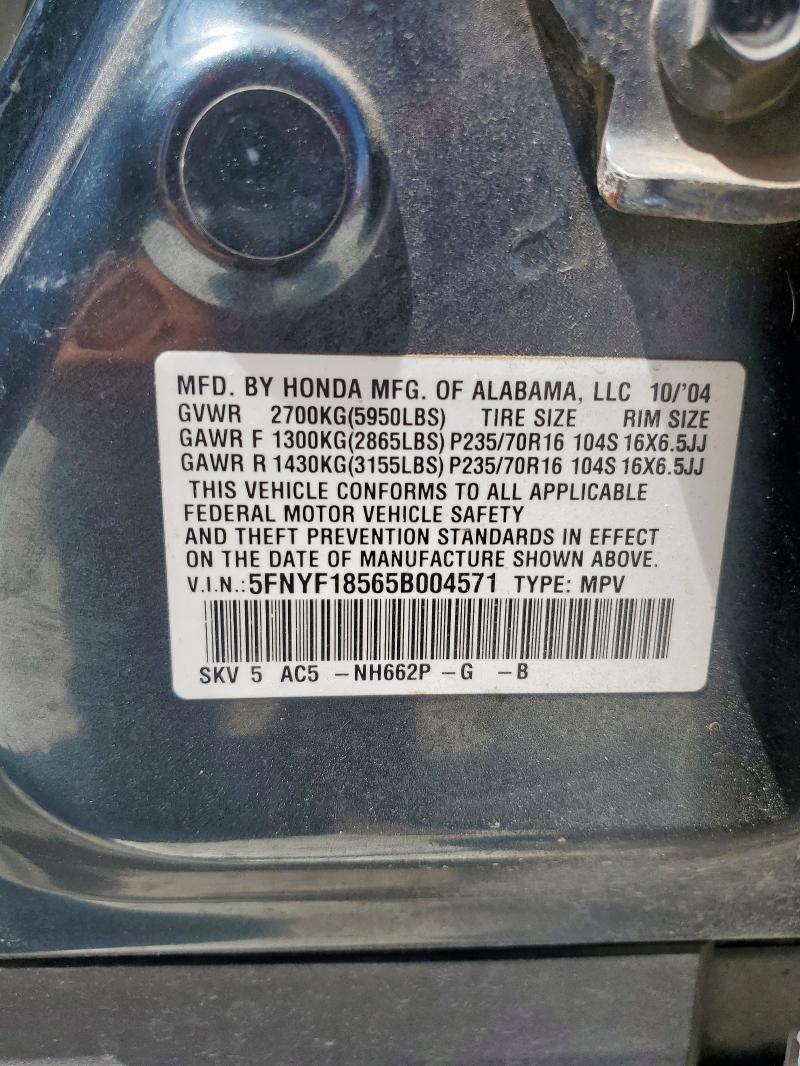 MFD. BY HONDA MFG. OF ALABAMA, LLC 10/'04
GVWR 2700KG(5950LBS) TIRE SIZE RIM SIZE
GAWR F 1300KG(2865LBS) P235/70R16 104S 16X6.5JJ
GAWR R 1430KG(3155LBS) P235/70R16 104S 16X6.5JJ
THIS VEHICLE CONFORMS TO ALL APPLICABLE
FEDERAL MOTOR VEHICLE SAFETY
AND THEFT PREVENTION STANDARDS IN EFFECT
ON THE DATE OF MANUFACTURE SHOWN ABOVE.
V.I.N.: 5FNYF18565B004571 TYPE: MPV
SKV 5 AC5 -NH662P -G -B